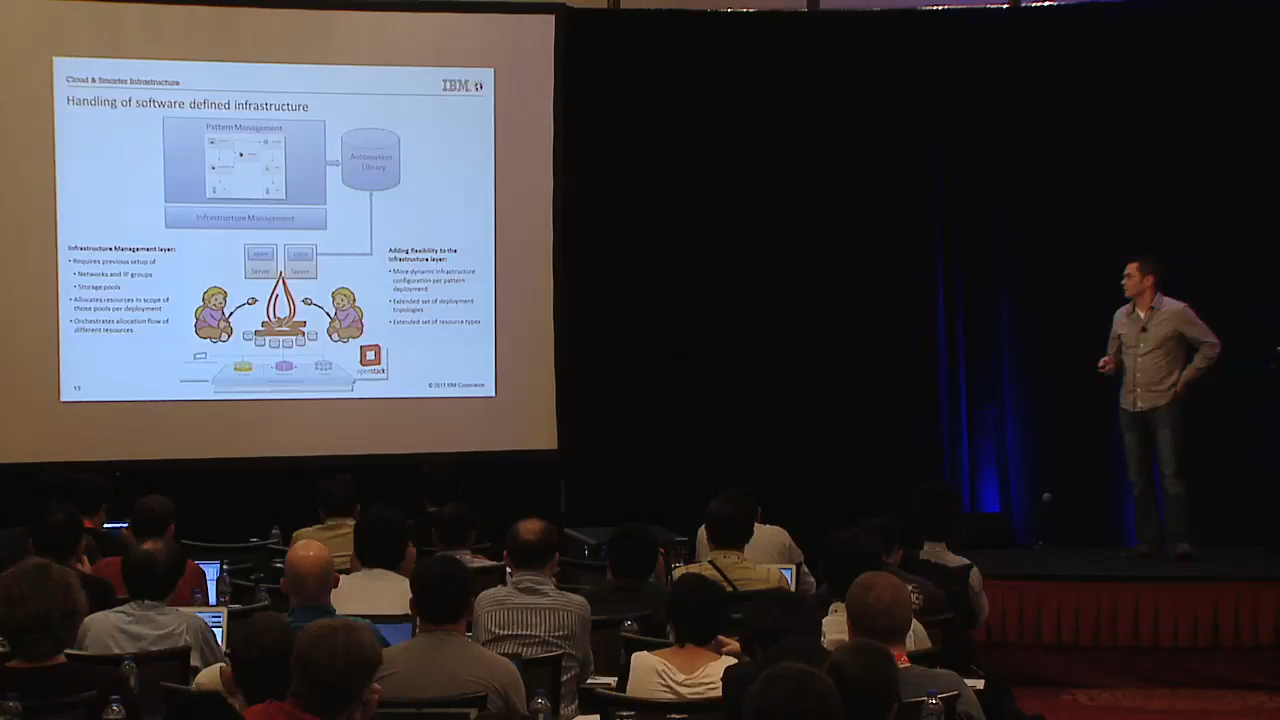 Cloud & Smarter Infrastructure
IBM.
Handling of software defined infrastructure
Pattern Management
Automation
Library
Infrastructure Management
Infrastructure Management layer:
• Requires previous setup of
• Networks and IP groups
• Storage pools
• Allocates resources in scope of
those pools per deployment
• Orchestrates allocation flow of
different resources
Server
Server
Adding flexibility to the
infrastructure layer:
• More dynamic infrastructure
configuration per pattern
deployment
• Extended set of deployment
topologies
• Extended set of resource types
openstack
13
© 2013 IBM Corporation